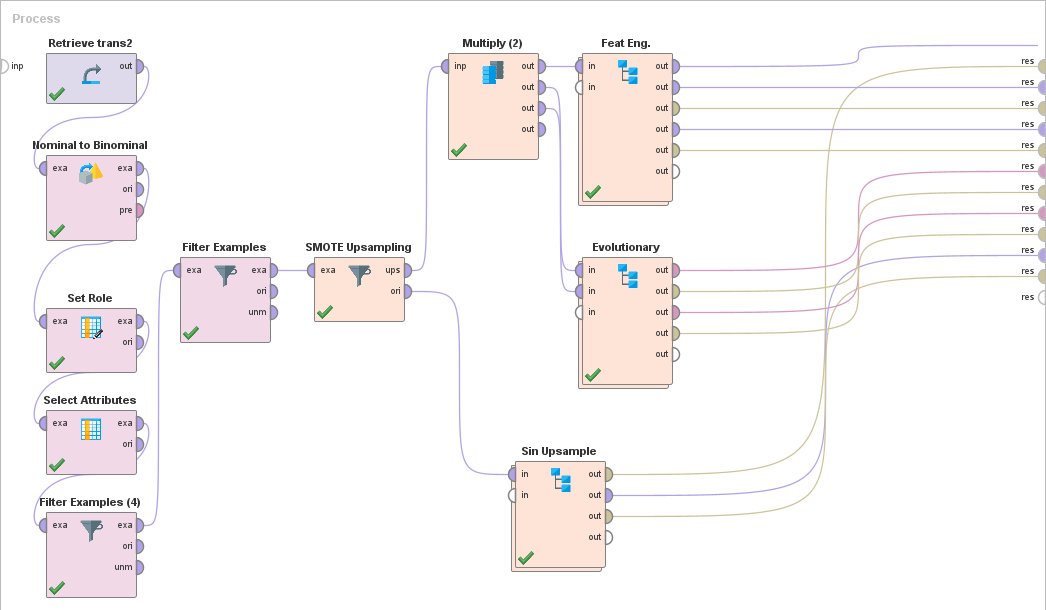 Process
inp
Retrieve trans2
out
Nominal to Binominal
exa exa
ori
pre
Set Role
exa exa
ori
Select Attributes
exa exa
ori
Filter Examples (4)
exa exa
ori
unm
Filter Examples
exa exa
ori
unm
SMOTE Upsampling
exa ups
ori
Multiply (2)
inp out
out
out
out
Feat Eng.
in out
in out
out
out
out
out
Evolutionary
in out
in out
in out
out
out
Sin Upsample
in out
in out
out
out
res
res
res
res
res
res
res
res
res
res
res
res